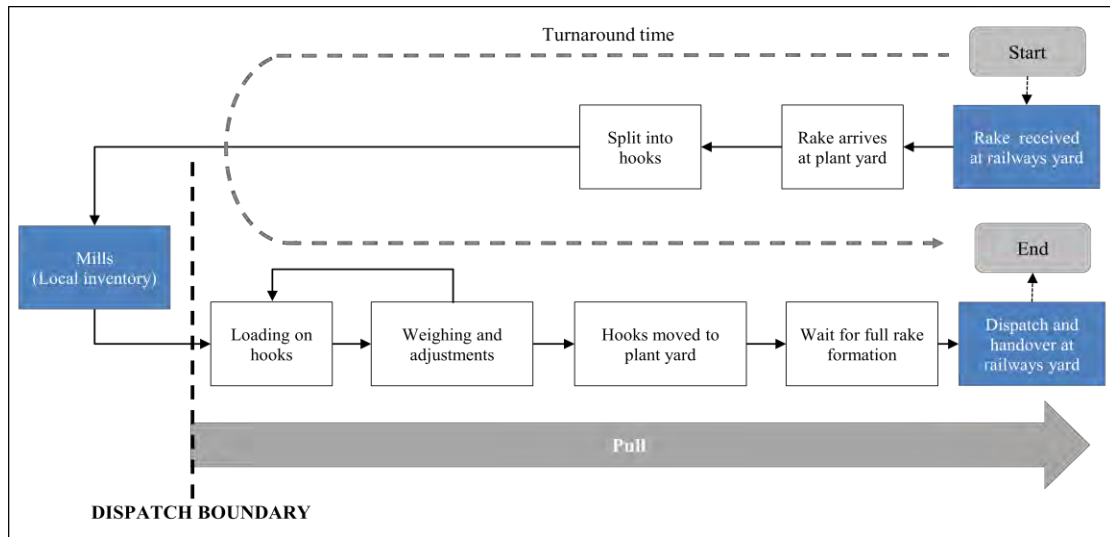 Turnaround time
Start
Split into
hooks
Rake arrives
at plant yard
Rake received
at railways yard
Mills
(Local inventory)
End
Loading on
hooks
Weighing and
adjustments
Hooks moved to
plant yard
Wait for full rake
formation
Dispatch and
handover at
railways yard
Pull
DISPATCH BOUNDARY